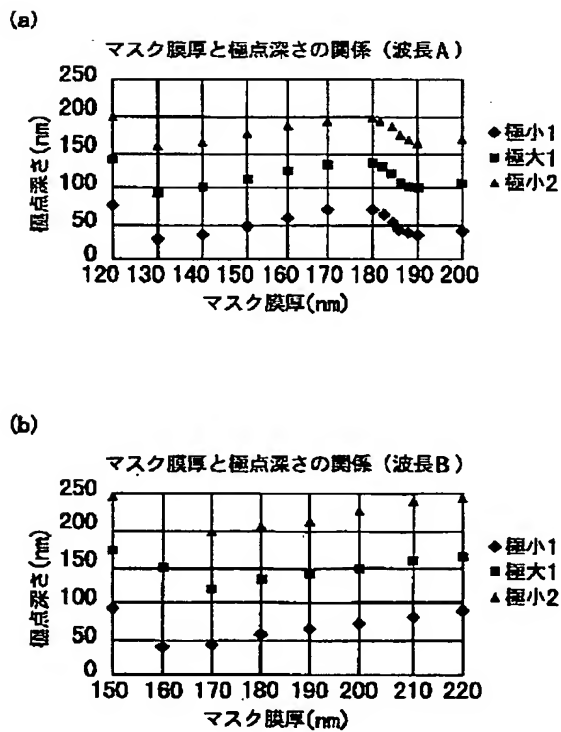 (a)
マスク膜厚と極点深さの関係(波長A)
極点深さ(nm)
250
200
150
100
50
0
120 130 140 150 160 170 180 190 200
マスク膜厚(nm)
◆極小1
■極大1
▲極小2
(b)
マスク膜厚と極点深さの関係(波長B)
極点深さ(nm)
250
200
150
100
50
0
150 160 170 180 190 200 210 220
マスク膜厚(nm)
◆極小1
■極大1
▲極小2